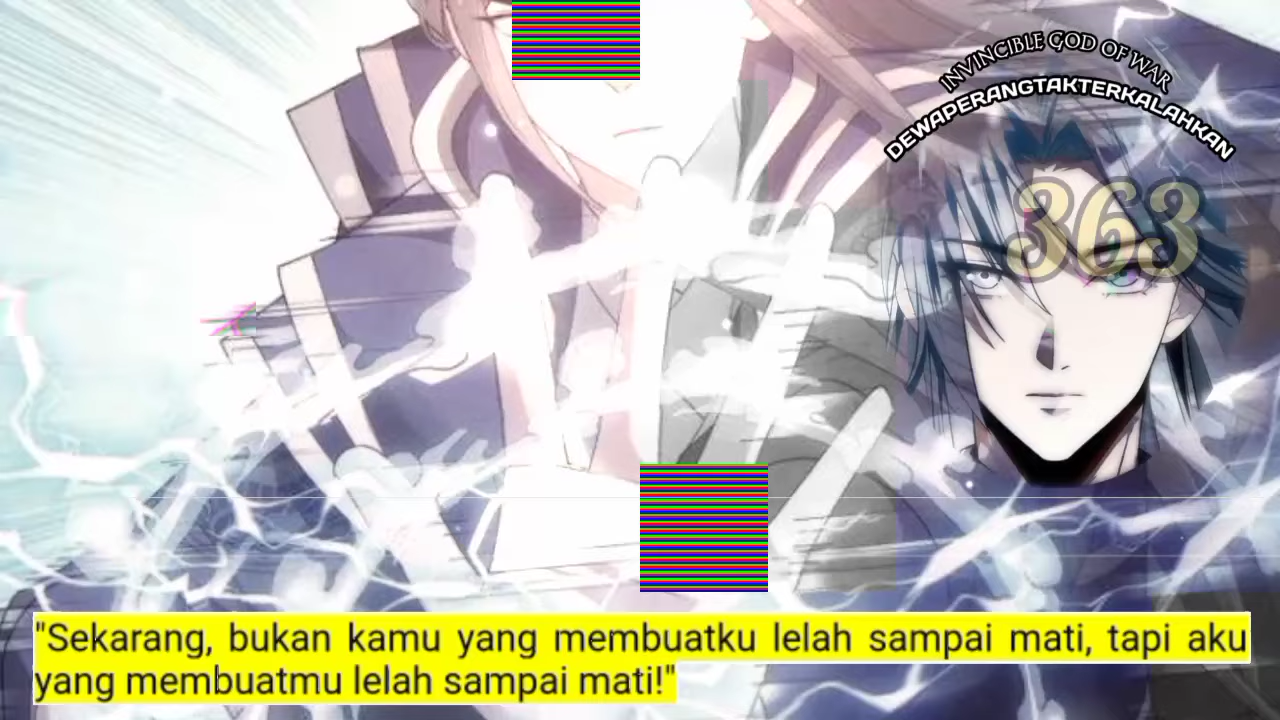 INVINCIBLE GOD OF WAR
DEWAPERANGTAKTERKALAHKAN
363
"Sekarang, bukan kamu yang membuatku lelah sampai mati, tapi aku
yang membuatmu lelah sampai mati!"